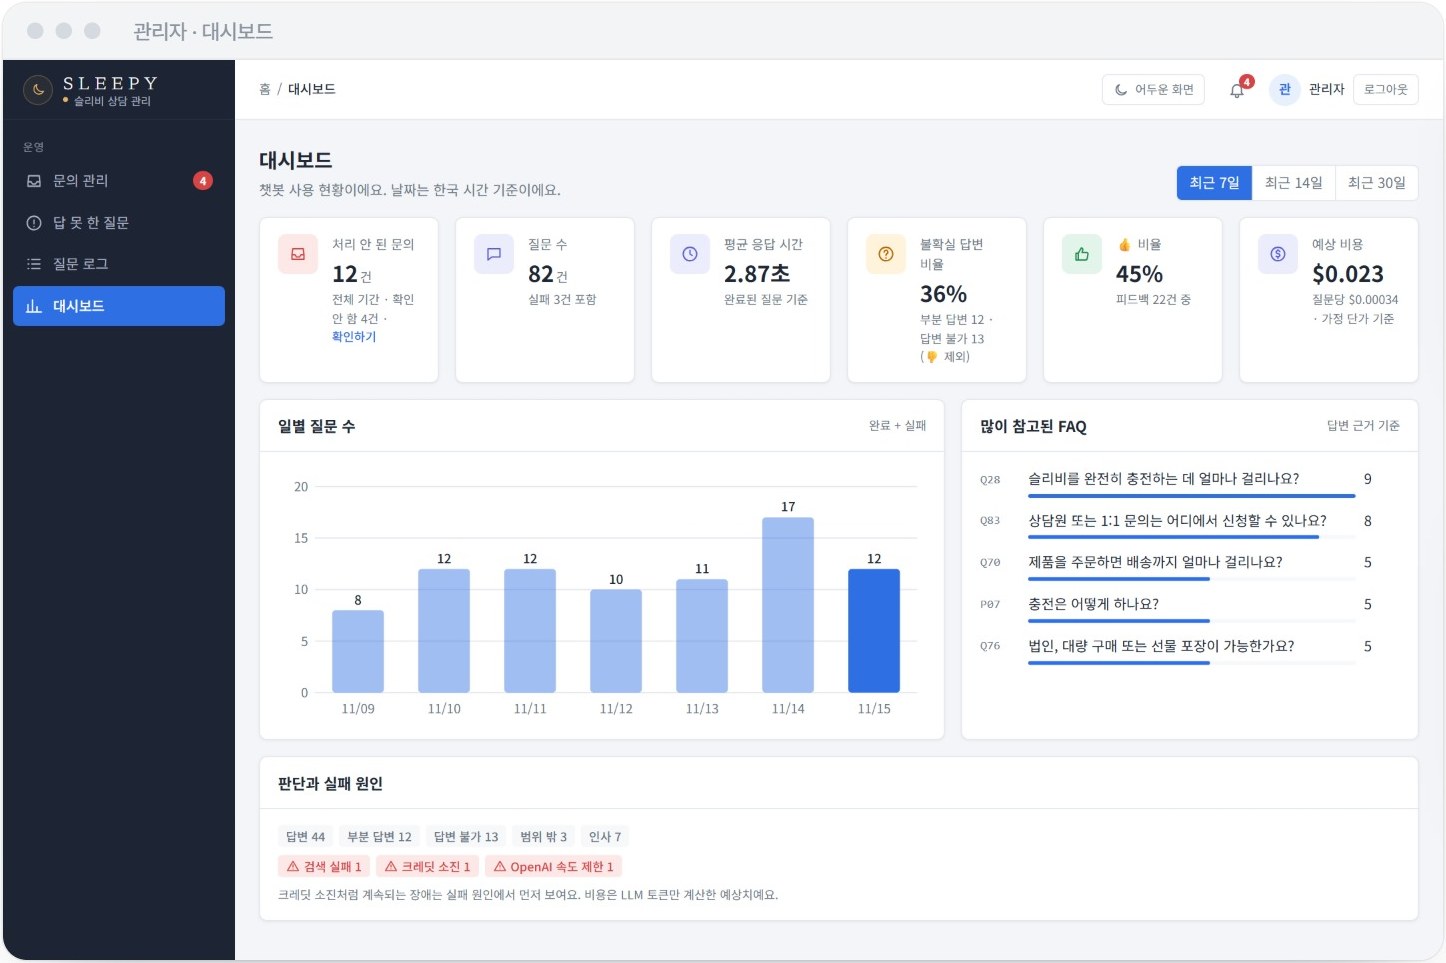 관리자 · 대시보드
SLEEPY
슬리비 상담 관리
운영
문의 관리 4
답 못 한 질문
질문 로그
대시보드
홈 / 대시보드
어두운 화면
4
관
관리자
로그아웃
대시보드
챗봇 사용 현황이에요. 날짜는 한국 시간 기준이에요.
최근 7일 최근 14일 최근 30일
처리 안 된 문의
12건
전체 기간 · 확인
안 함 4건 ·
확인하기
질문 수
82건
실패 3건 포함
평균 응답 시간
2.87초
완료된 질문 기준
불확실 답변
비율
36%
부분 답변 12 ·
답변 불가 13
(👎 제외)
👍 비율
45%
피드백 22건 중
예상 비용
$0.023
질문당 $0.00034
· 가정 단가 기준
일별 질문 수
완료 + 실패
20
15
10
5
0
8
12
12
10
11
17
12
11/09 11/10 11/11 11/12 11/13 11/14 11/15
많이 참고된 FAQ
답변 근거 기준
Q28 슬리비를 완전히 충전하는 데 얼마나 걸리나요? 9
Q83 상담원 또는 1:1 문의는 어디에서 신청할 수 있나요? 8
Q70 제품을 주문하면 배송까지 얼마나 걸리나요? 5
P07 충전은 어떻게 하나요? 5
Q76 법인, 대량 구매 또는 선물 포장이 가능한가요? 5
판단과 실패 원인
답변 44 부분 답변 12 답변 불가 13 범위 밖 3 인사 7
검색 실패 1 크레딧 소진 1 OpenAI 속도 제한 1
크레딧 소진처럼 계속되는 장애는 실패 원인에서 먼저 보여요. 비용은 LLM 토큰만 계산한 예상치예요.